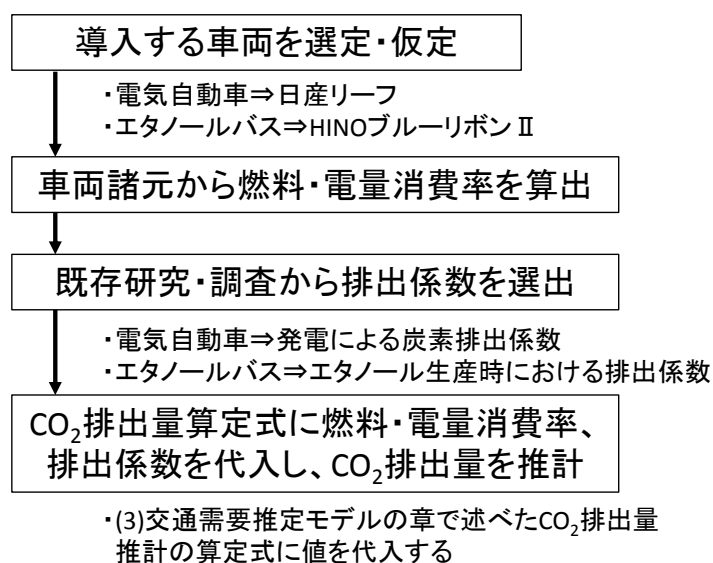 導入する車両を選定・仮定
・電気自動車⇒日産リーフ
・エタノールバス⇒HINOブルーリボンⅡ
車両諸元から燃料・電量消費率を算出
既存研究・調査から排出係数を選出
・電気自動車⇒発電による炭素排出係数
・エタノールバス⇒エタノール生産時における排出係数
CO₂排出量算定式に燃料・電量消費率、
排出係数を代入し、CO₂排出量を推計
・(3)交通需要推定モデルの章で述べたCO₂排出量
推計の算定式に値を代入する